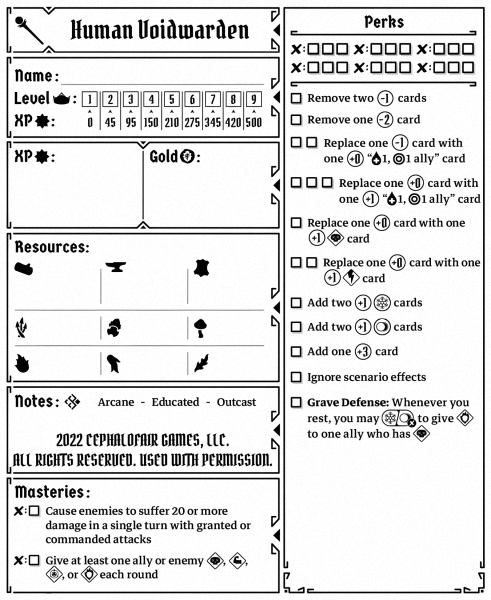 Human Voidwarden
Name:
Level : 1 2 3 4 5 6 7 8 9
XP : 0 45 95 150 210 275 345 420 500
XP :
Gold :
Resources:
Notes: Arcane - Educated - Outcast
2022 CEPHALOFAIR GAMES, LLC.
ALL RIGHTS RESERVED. USED WITH PERMISSION.
Masteries:
Cause enemies to suffer 20 or more
damage in a single turn with granted or
commanded attacks
Give at least one ally or enemy , ,
, or each round
Perks
Remove two -1 cards
Remove one -2 card
Replace one -1 card with
one +0 “ 1, 1 ally” card
Replace one +0 card with
one +1 “ 1, 1 ally” card
Replace one +0 card with one
+1 card
Replace one +0 card with one
+1 card
Add two +1 cards
Add two +1 cards
Add one +3 card
Ignore scenario effects
Grave Defense: Whenever you
rest, you may to give
to one ally who has